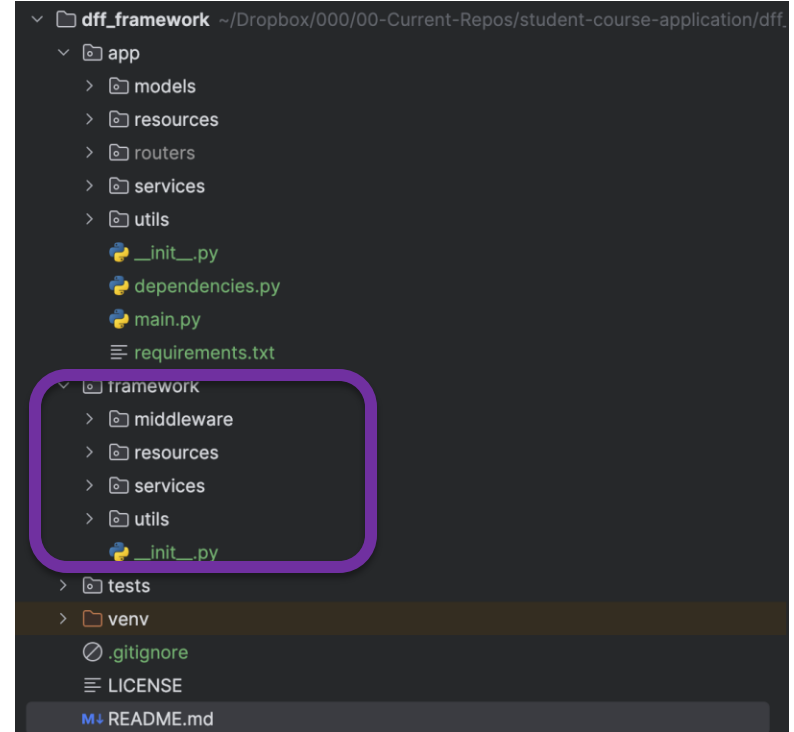 dff_framework ~/Dropbox/000/00-Current-Repos/student-course-application/dff_
app
models
resources
routers
services
utils
__init__.py
dependencies.py
main.py
requirements.txt
framework
middleware
resources
services
utils
__init__.py
tests
venv
.gitignore
LICENSE
M↓ README.md